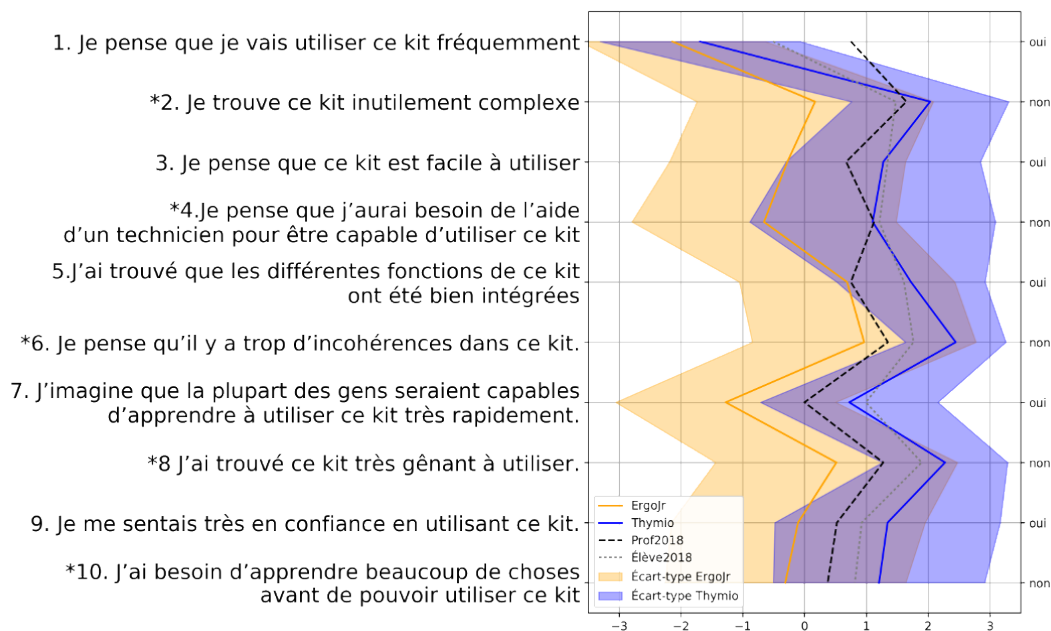 1. Je pense que je vais utiliser ce kit fréquemment
*2. Je trouve ce kit inutilement complexe
3. Je pense que ce kit est facile à utiliser
*4.Je pense que j’aurai besoin de l’aide
d’un technicien pour être capable d’utiliser ce kit
5.J’ai trouvé que les différentes fonctions de ce kit
ont été bien intégrées
*6. Je pense qu’il y a trop d’incohérences dans ce kit.
7. J’imagine que la plupart des gens seraient capables
d’apprendre à utiliser ce kit très rapidement.
*8 J’ai trouvé ce kit très gênant à utiliser.
9. Je me sentais très en confiance en utilisant ce kit.
*10. J’ai besoin d’apprendre beaucoup de choses
avant de pouvoir utiliser ce kit
oui
non
oui
non
oui
non
oui
non
oui
non
ErgoJr
Thymio
Prof2018
Élève2018
Écart-type ErgoJr
Écart-type Thymio
−3 −2 −1 0 1 2 3